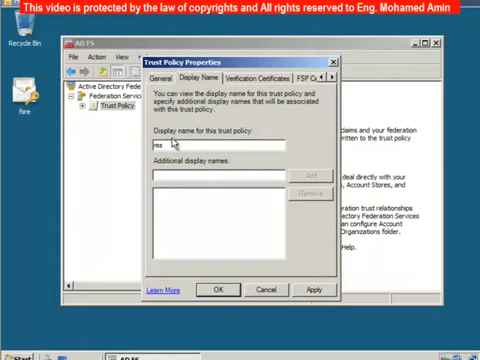 This video is protected by the law of copyrights and All rights reserved to Eng. Mohamed Amin
Recycle Bin
fsre
AD FS
File Action View
Active Directory Fede
Federation Servic
Trust Policy
Trust Policy Properties
General Display Name Verification Certificates FSP Ce
You can view the display name for this trust policy and
specify additional display names that will be associated
with this trust policy.
Display name for this trust policy:
res
Additional display names:
Add
Remove
Learn More
OK Cancel Apply
claims and your federation
written to the trust policy
deal directly with your
, Account Stores, and
eration trust relationships
irectory Federation Services
an configure Account
Organizations folder.
Help.
Start
AD FS